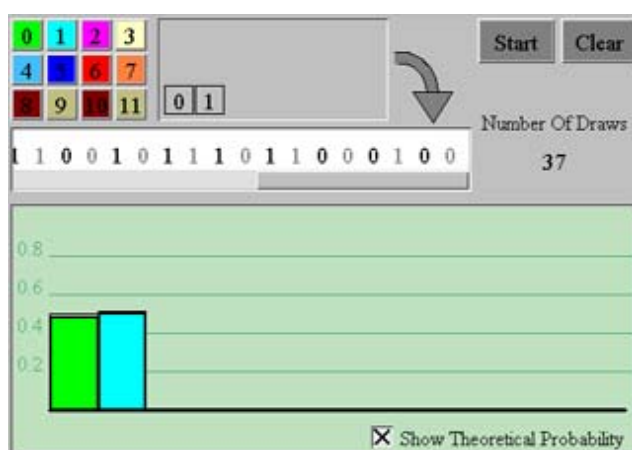 0 1 2 3
Start Clear
4 5 6 7
8 9 10 11
0 1
Number Of Draws
1 1 0 0 1 0 1 1 1 0 1 1 0 0 0 1 0 0
37
0.8
0.6
0.4
0.2
Show Theoretical Probability